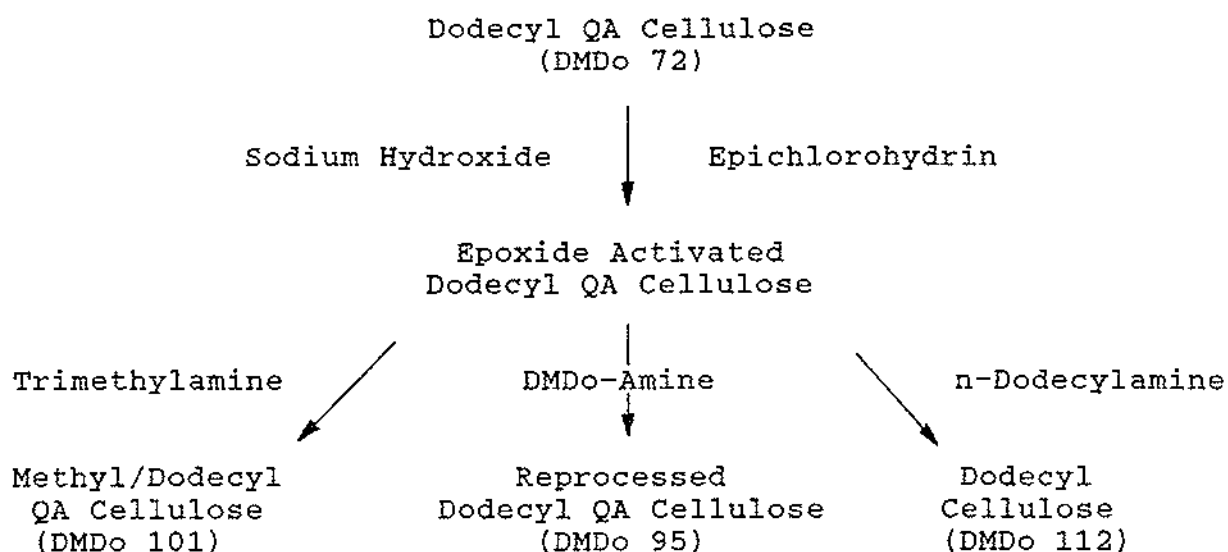 Dodecyl QA Cellulose
(DMDo 72)
Sodium Hydroxide Epichlorohydrin
Epoxide Activated
Dodecyl QA Cellulose
Trimethylamine DMDo-Amine n-Dodecylamine
Methyl/Dodecyl Reprocessed Dodecyl
QA Cellulose Dodecyl QA Cellulose Cellulose
(DMDo 101) (DMDo 95) (DMDo 112)